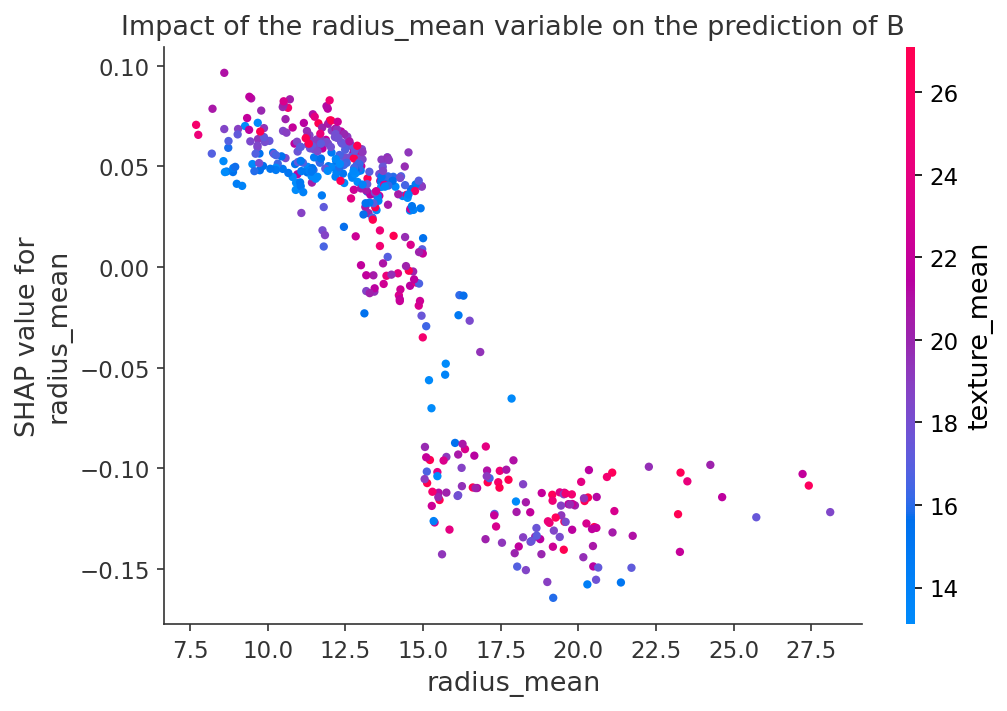 Impact of the radius_mean variable on the prediction of B
0.10
0.05
0.00
−0.05
−0.10
−0.15
SHAP value for
radius_mean
7.5 10.0 12.5 15.0 17.5 20.0 22.5 25.0 27.5
radius_mean
26
24
22
20
18
16
14
texture_mean